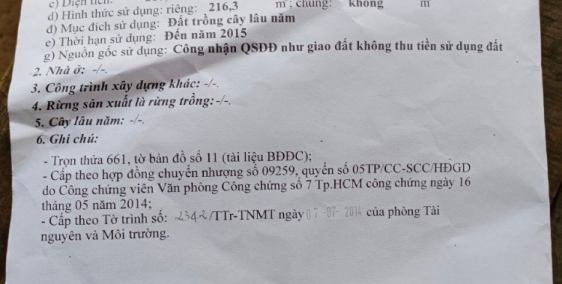 c) Diện tích:
d) Hình thức sử dụng: riêng: 216,3 m²; chung: không m
d) Mục đích sử dụng: Đất trồng cây lâu năm
e) Thời hạn sử dụng: Đến năm 2015
g) Nguồn gốc sử dụng: Công nhận QSDĐ như giao đất không thu tiền sử dụng đất
2. Nhà ở: -/-.
3. Công trình xây dựng khác: -/-.
4. Rừng sản xuất là rừng trồng: -/-.
5. Cây lâu năm: -/-.
6. Ghi chú:
- Trọn thửa 661, tờ bản đồ số 11 (tài liệu BĐĐC);
- Cấp theo hợp đồng chuyển nhượng số 09259, quyển số 05TP/CC-SCC/HĐGD
do Công chứng viên Văn phòng Công chứng số 7 Tp.HCM công chứng ngày 16
tháng 05 năm 2014;
- Cấp theo Tờ trình số: 2342/TTr-TNMT ngày 07 -07- 2014 của phòng Tài
nguyên và Môi trường.